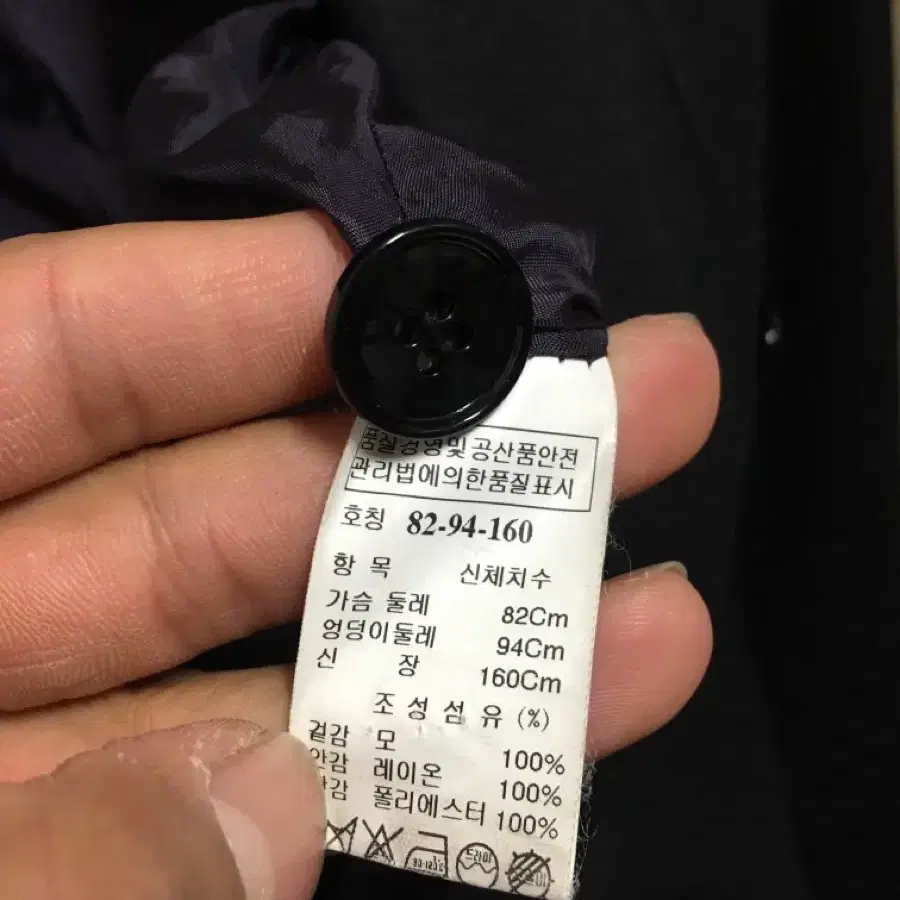 품질경영및공산품안전
관리법에의한품질표시
호칭 82-94-160
항 목 신체치수
가슴 둘레 82Cm
엉덩이둘레 94Cm
신 장 160Cm
조 성 섬 유 (%)
겉감 모 100%
안감 레이온 100%
폴리에스터 100%
드라이